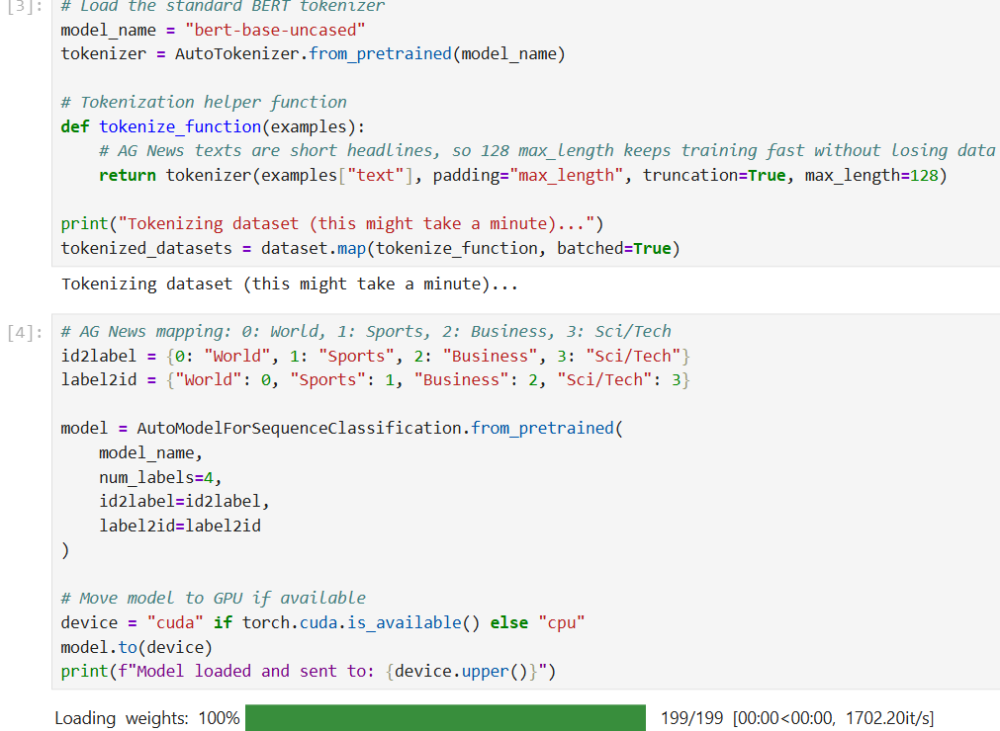 [3]: # Load the standard BERT tokenizer
model_name = "bert-base-uncased"
tokenizer = AutoTokenizer.from_pretrained(model_name)

# Tokenization helper function
def tokenize_function(examples):
    # AG News texts are short headlines, so 128 max_length keeps training fast without losing data
    return tokenizer(examples["text"], padding="max_length", truncation=True, max_length=128)

print("Tokenizing dataset (this might take a minute)...")
tokenized_datasets = dataset.map(tokenize_function, batched=True)
Tokenizing dataset (this might take a minute)...
[4]: # AG News mapping: 0: World, 1: Sports, 2: Business, 3: Sci/Tech
id2label = {0: "World", 1: "Sports", 2: "Business", 3: "Sci/Tech"}
label2id = {"World": 0, "Sports": 1, "Business": 2, "Sci/Tech": 3}

model = AutoModelForSequenceClassification.from_pretrained(
    model_name,
    num_labels=4,
    id2label=id2label,
    label2id=label2id
)

# Move model to GPU if available
device = "cuda" if torch.cuda.is_available() else "cpu"
model.to(device)
print(f"Model loaded and sent to: {device.upper()}")
Loading weights: 100% 199/199 [00:00<00:00, 1702.20it/s]